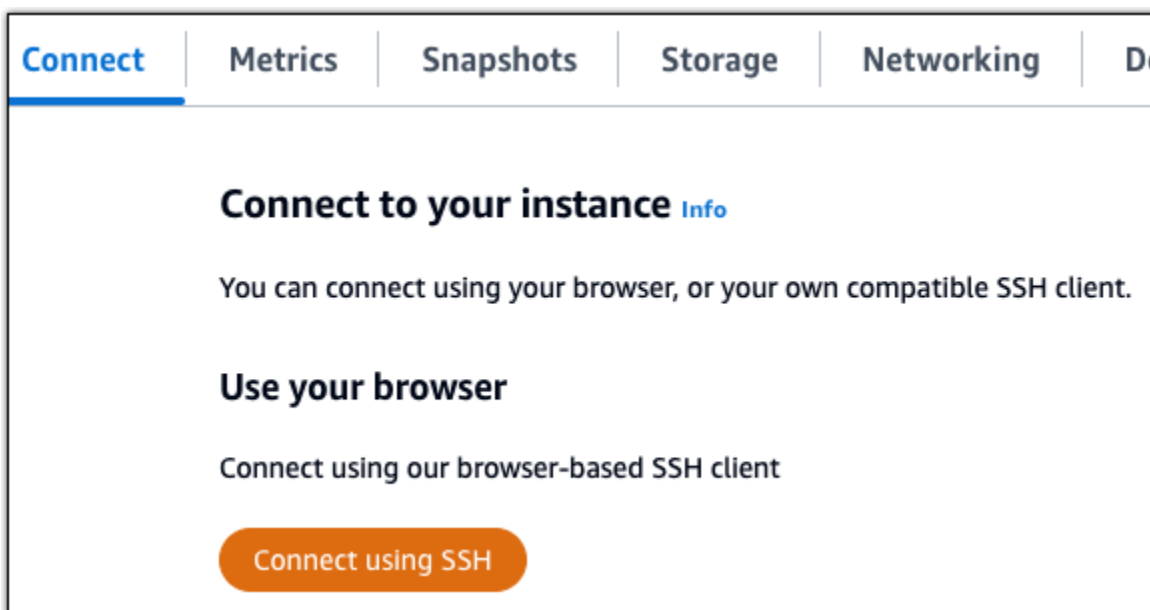 Connect Metrics Snapshots Storage Networking
Connect to your instance Info
You can connect using your browser, or your own compatible SSH client.
Use your browser
Connect using our browser-based SSH client
Connect using SSH